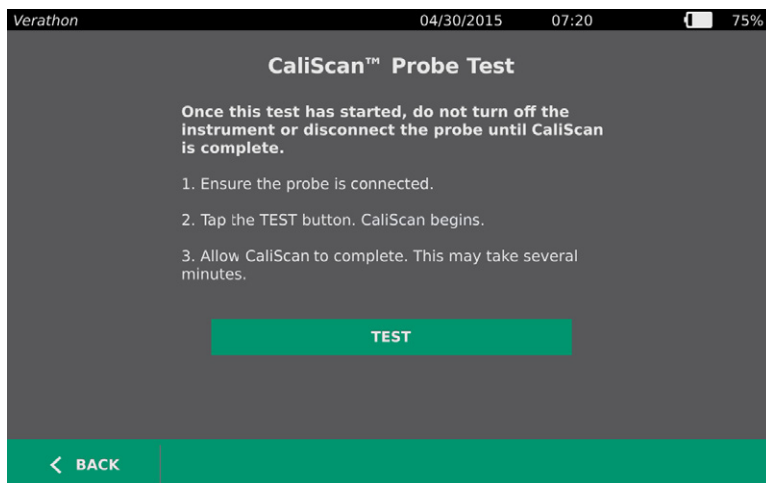 Verathon 04/30/2015 07:20 75%
CaliScan™ Probe Test
Once this test has started, do not turn off the
instrument or disconnect the probe until CaliScan
is complete.
1. Ensure the probe is connected.
2. Tap the TEST button. CaliScan begins.
3. Allow CaliScan to complete. This may take several
minutes.
TEST
BACK